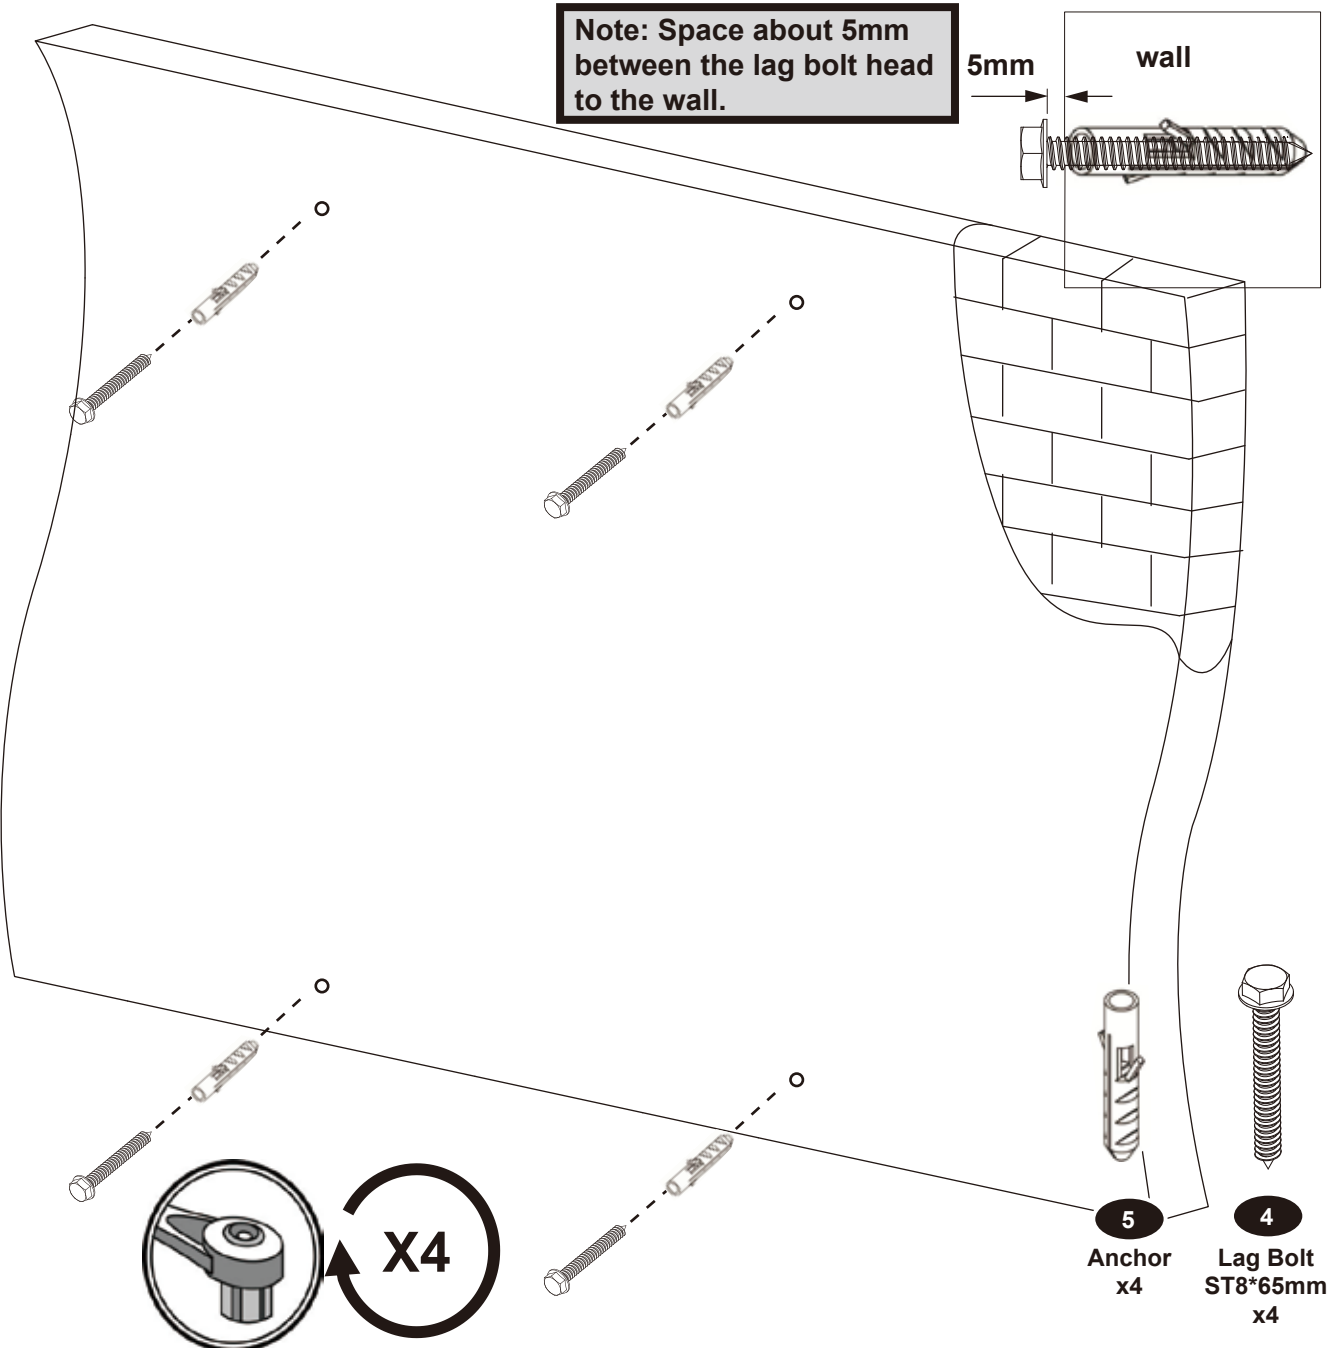 Note: Space about 5mm
between the lag bolt head
to the wall.
5mm
wall
X4
5
Anchor
x4
4
Lag Bolt
ST8*65mm
x4